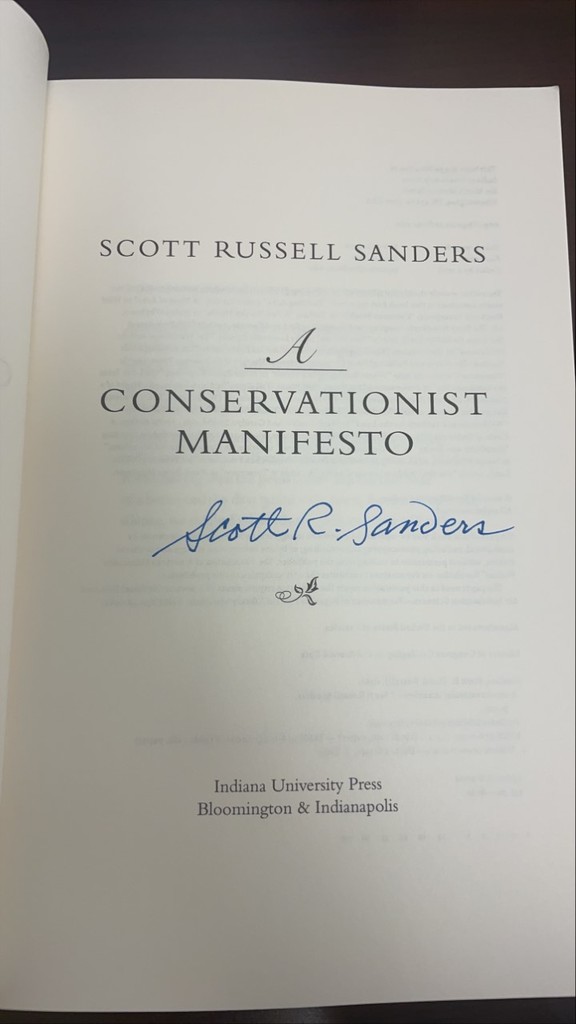 SCOTT RUSSELL SANDERS
A
CONSERVATIONIST
MANIFESTO
Scott R. Sanders
Indiana University Press
Bloomington & Indianapolis